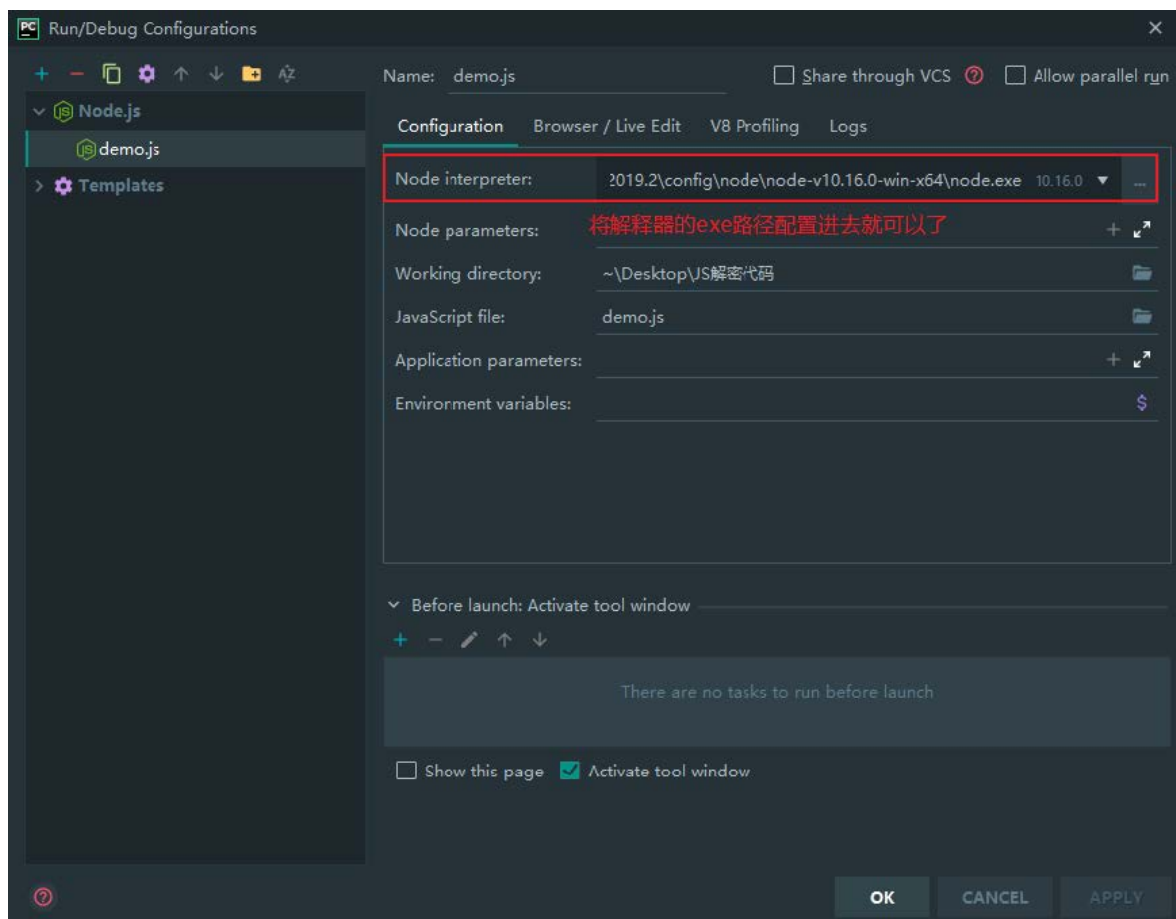 PC Run/Debug Configurations
Name: demo.js
Share through VCS
Allow parallel run
Node.js
demo.js
Templates
Configuration Browser / Live Edit V8 Profiling Logs
Node interpreter: 2019.2\config\node\node-v10.16.0-win-x64\node.exe 10.16.0
Node parameters:
将解释器的exe路径配置进去就可以了
Working directory: ~\Desktop\JS解密代码
JavaScript file: demo.js
Application parameters:
Environment variables:
Before launch: Activate tool window
There are no tasks to run before launch
Show this page Activate tool window
OK CANCEL APPLY